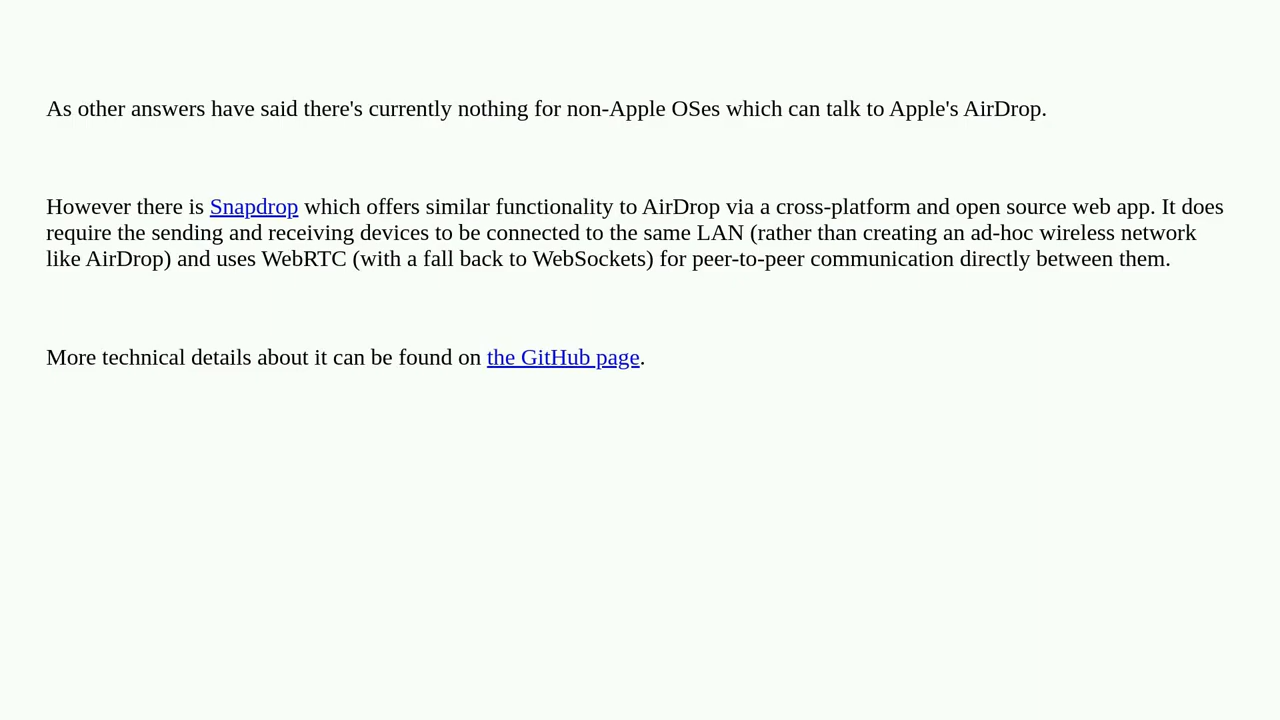 As other answers have said there's currently nothing for non-Apple OSes which can talk to Apple's AirDrop.
However there is Snapdrop which offers similar functionality to AirDrop via a cross-platform and open source web app. It does
require the sending and receiving devices to be connected to the same LAN (rather than creating an ad-hoc wireless network
like AirDrop) and uses WebRTC (with a fall back to WebSockets) for peer-to-peer communication directly between them.
More technical details about it can be found on the GitHub page.